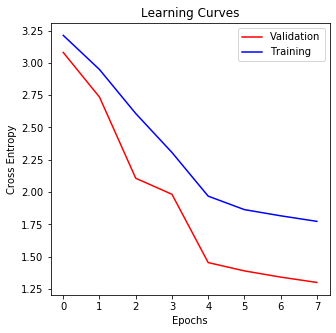 Learning Curves
Validation
Training
3.25
3.00
2.75
2.50
2.25
2.00
1.75
1.50
1.25
Cross Entropy
0 1 2 3 4 5 6 7
Epochs